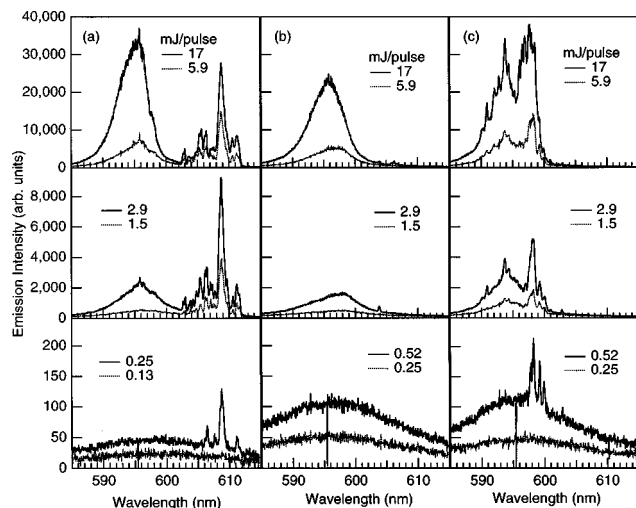 40,000
30,000
20,000
10,000
0
(a)
mJ/pulse
17
5.9
(b)
mJ/pulse
17
5.9
(c)
mJ/pulse
17
5.9
8,000
6,000
4,000
2,000
0
2.9
1.5
2.9
1.5
2.9
1.5
200
150
100
50
0
0.25
0.13
0.52
0.25
0.52
0.25
Emission Intensity (arb. units)
590 600 610
590 600 610
590 600 610
Wavelength (nm)
Wavelength (nm)
Wavelength (nm)